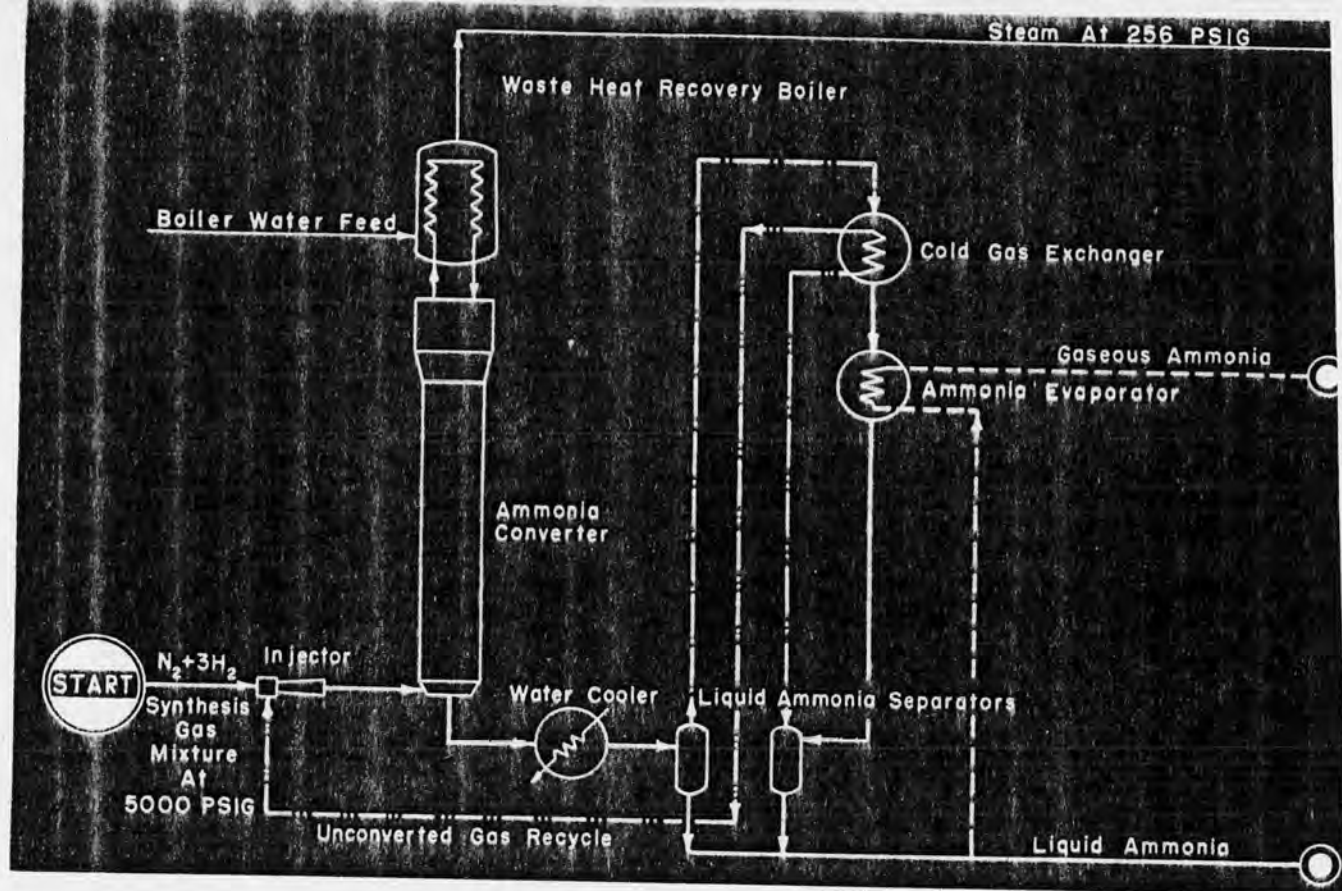 Steam At 256 PSIG
Waste Heat Recovery Boiler
Boiler Water Feed
Cold Gas Exchanger
Gaseous Ammonia
Ammonia Evaporator
Ammonia
Converter
START
N₂+3H₂
Injector
Synthesis
Gas
Mixture
At
5000 PSIG
Water Cooler
Liquid Ammonia Separators
Unconverted Gas Recycle
Liquid Ammonia